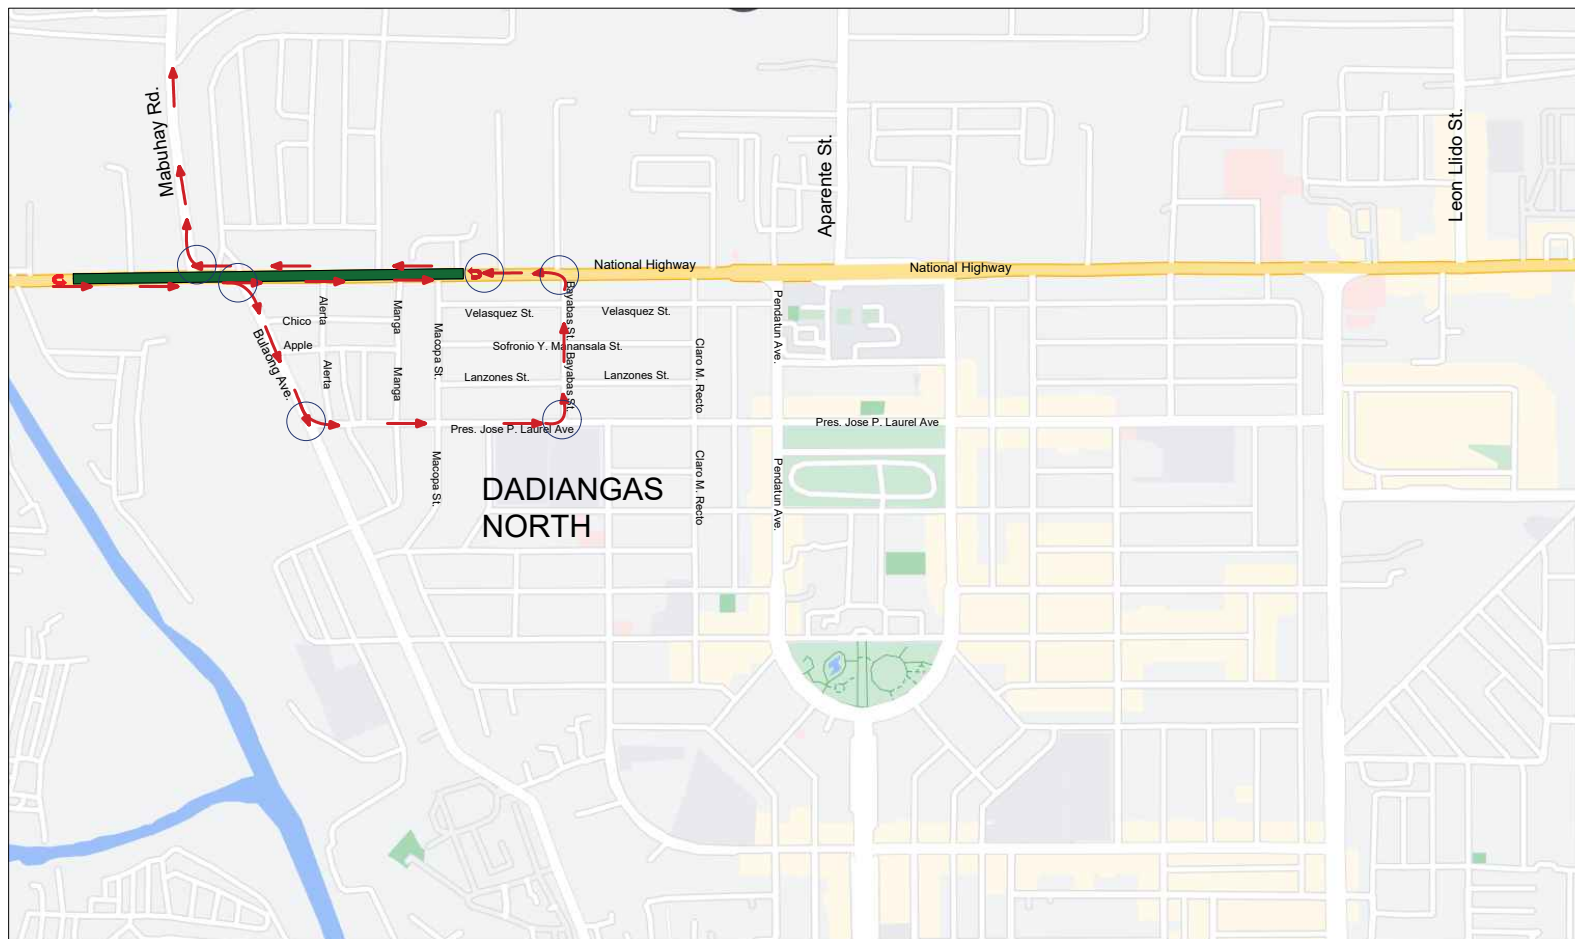 Mabuhay Rd.
Aparente St.
Leon Llido St.
National Highway
National Highway
Alerta
Manga
Macopa St.
Velasquez St.
Bayabas St.
Velasquez St.
Pendatun Ave.
Chico
Bulaong Ave.
Apple
Sofronio Y. Manansala St.
Claro M. Recto
Alerta
Manga
Lanzones St.
Bayabas St.
Lanzones St.
Pres. Jose P. Laurel Ave
Pres. Jose P. Laurel Ave
Macopa St.
Claro M. Recto
Pendatun Ave.
DADIANGAS
NORTH